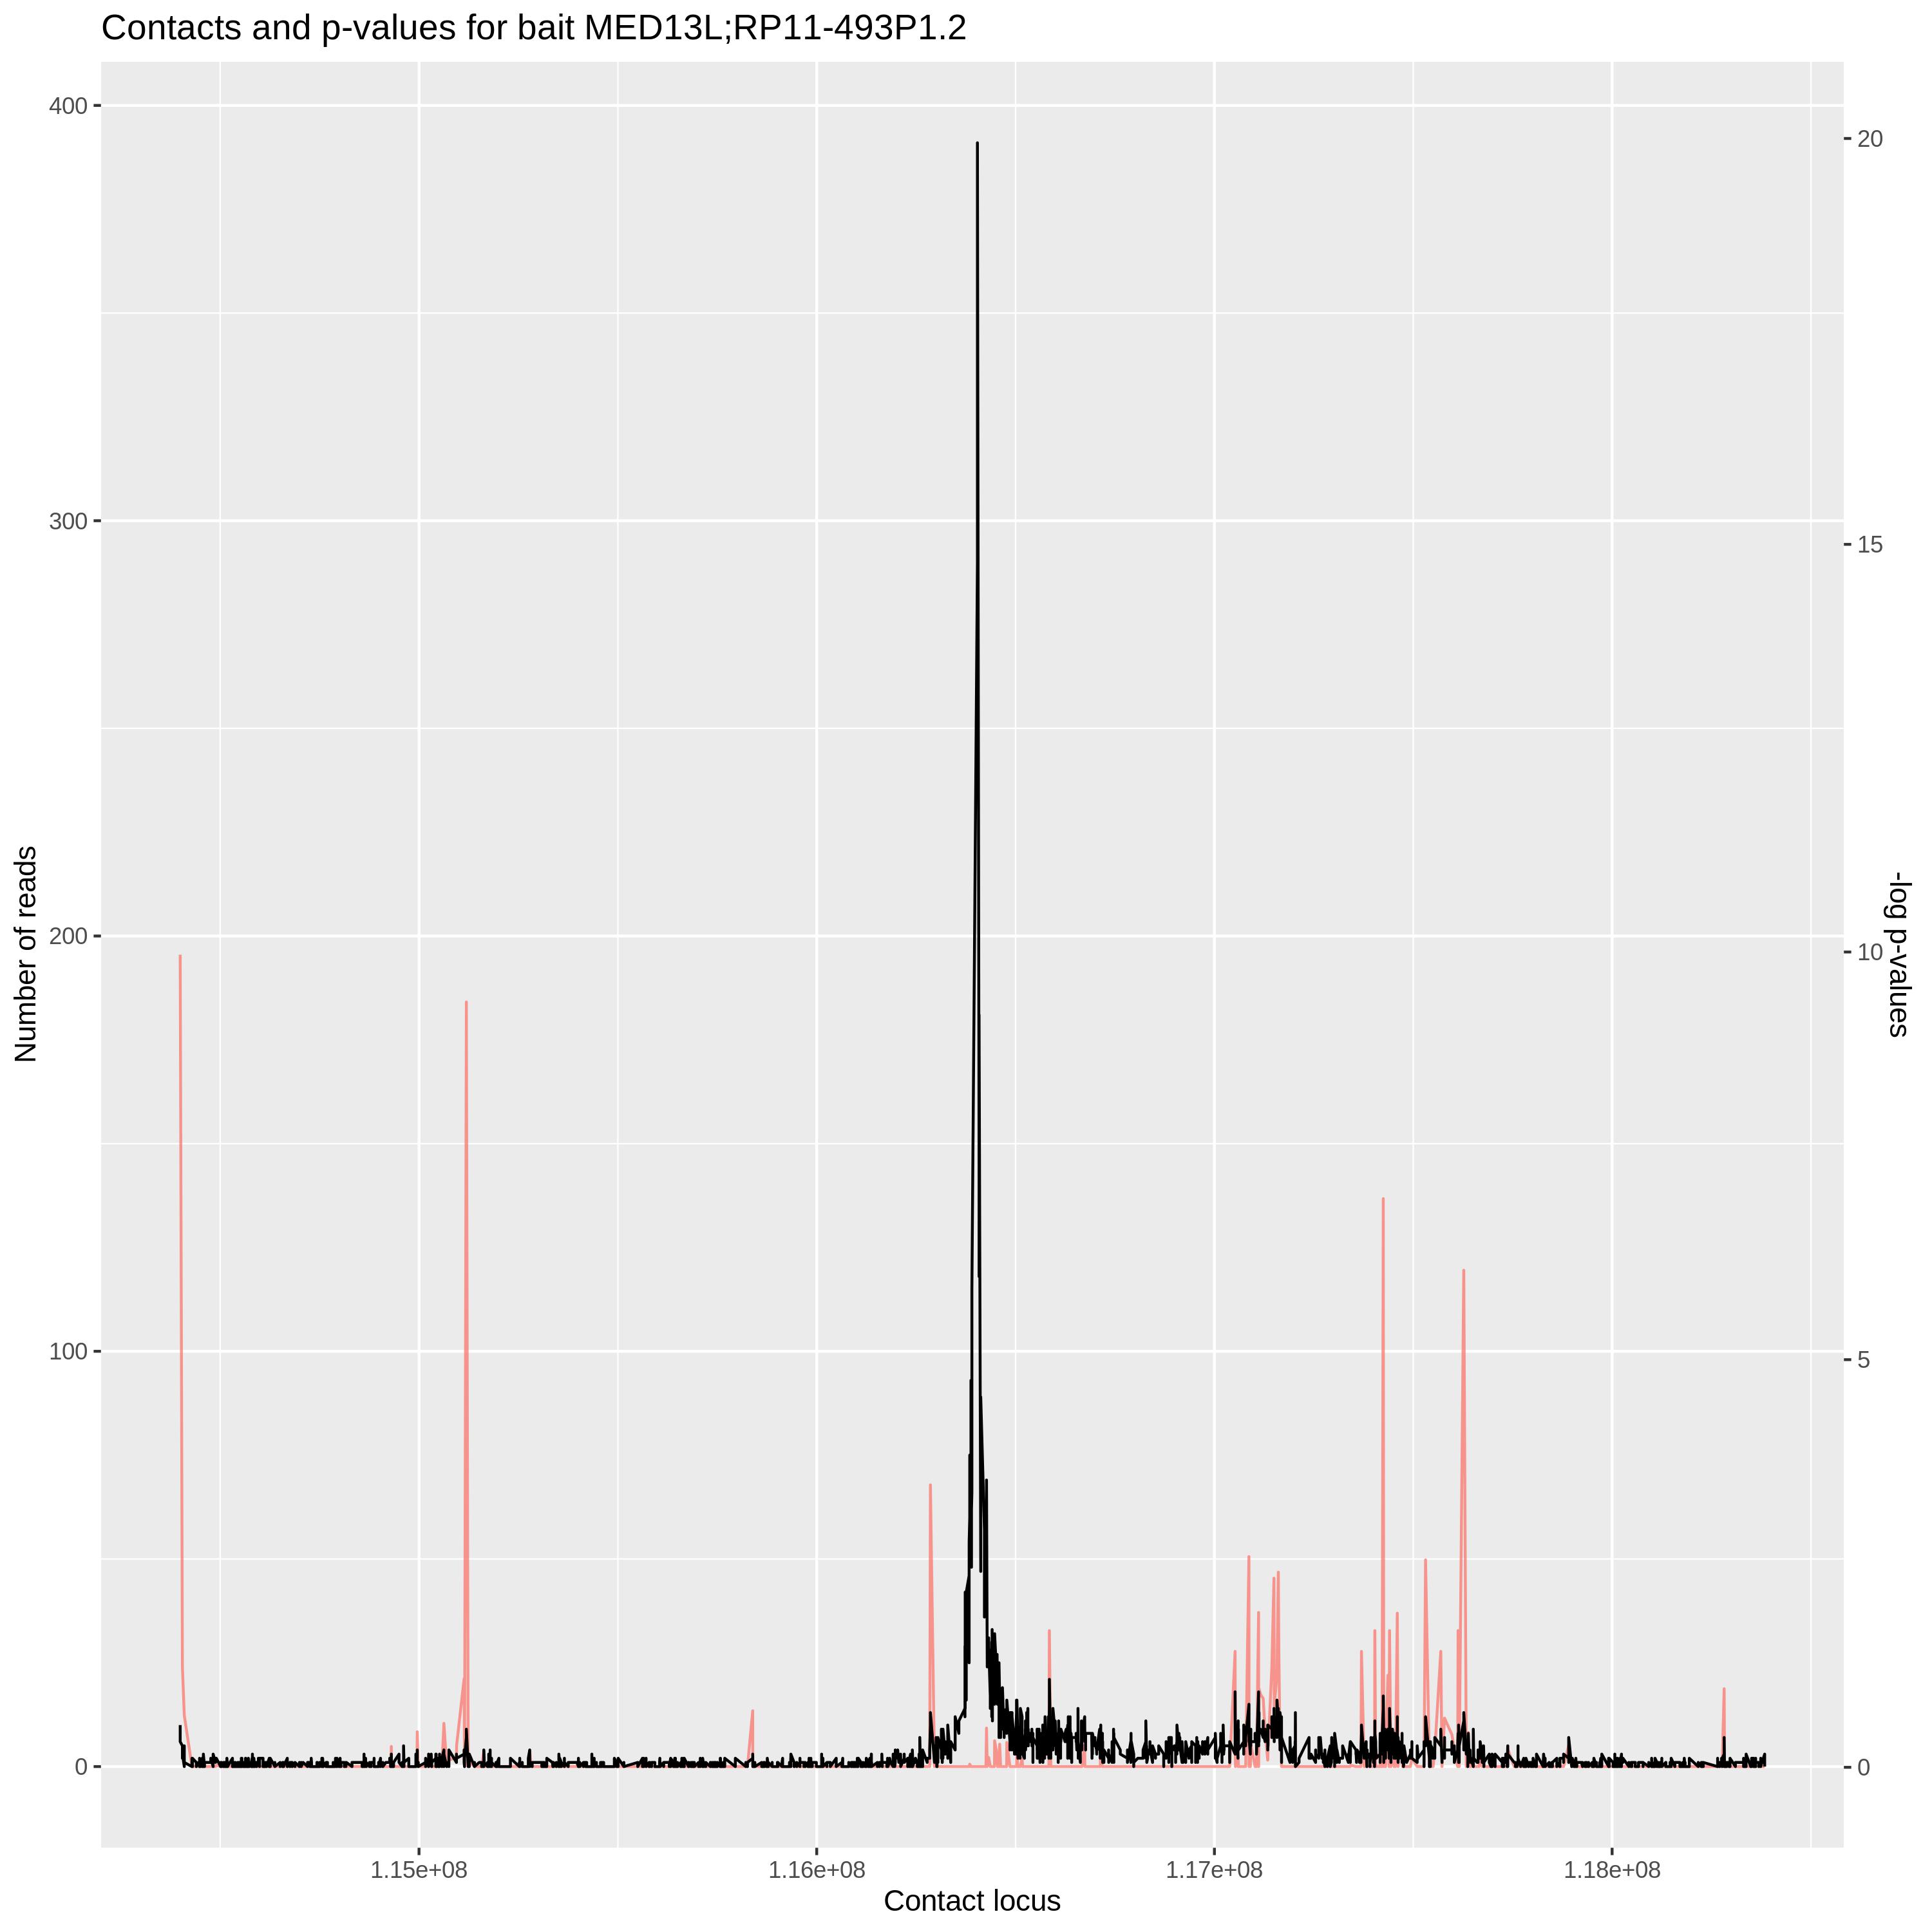 Contacts and p-values for bait MED13L;RP11-493P1.2
Number of reads
400
300
200
100
0
20
15
10
5
0
-log p-values
1.15e+08
1.16e+08
1.17e+08
1.18e+08
Contact locus